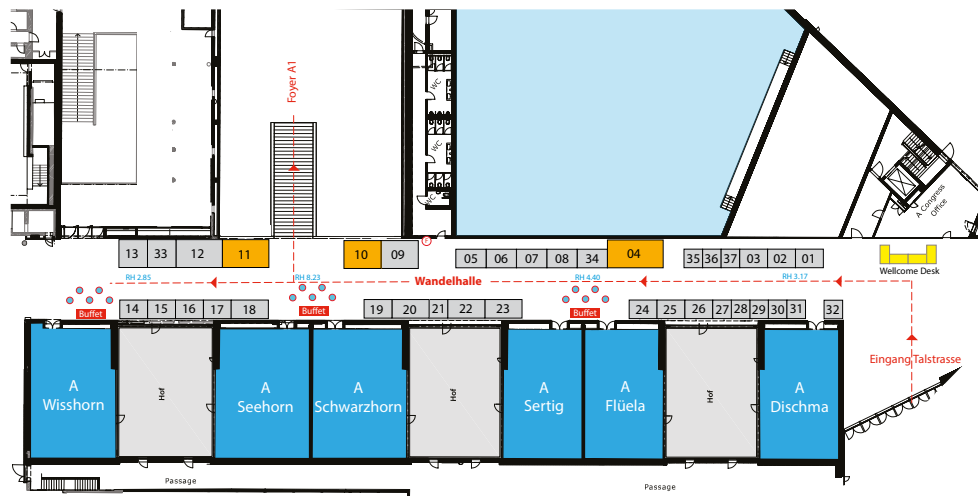 Foyer A1
WC
WC
WC
A Congress
Office
F
13
33
12
11
10
09
05
06
07
08
34
04
35
36
37
03
02
01
Wellcome Desk
RH 2.85
RH 8.23
Wandelhalle
RH 4.40
RH 3.17
Buffet
Buffet
Buffet
14
15
16
17
18
19
20
21
22
23
24
25
26
27
28
29
30
31
32
Eingang Talstrasse
A
Wisshorn
Hof
A
Seehorn
A
Schwarzhorn
Hof
A
Sertig
A
Flüela
Hof
A
Dischma
Passage
Passage